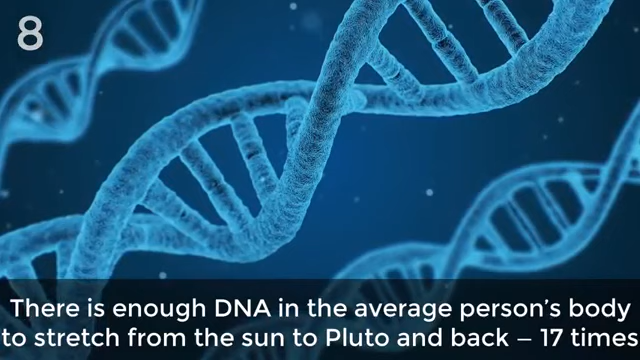 8
There is enough DNA in the average person's body
to stretch from the sun to Pluto and back – 17 times